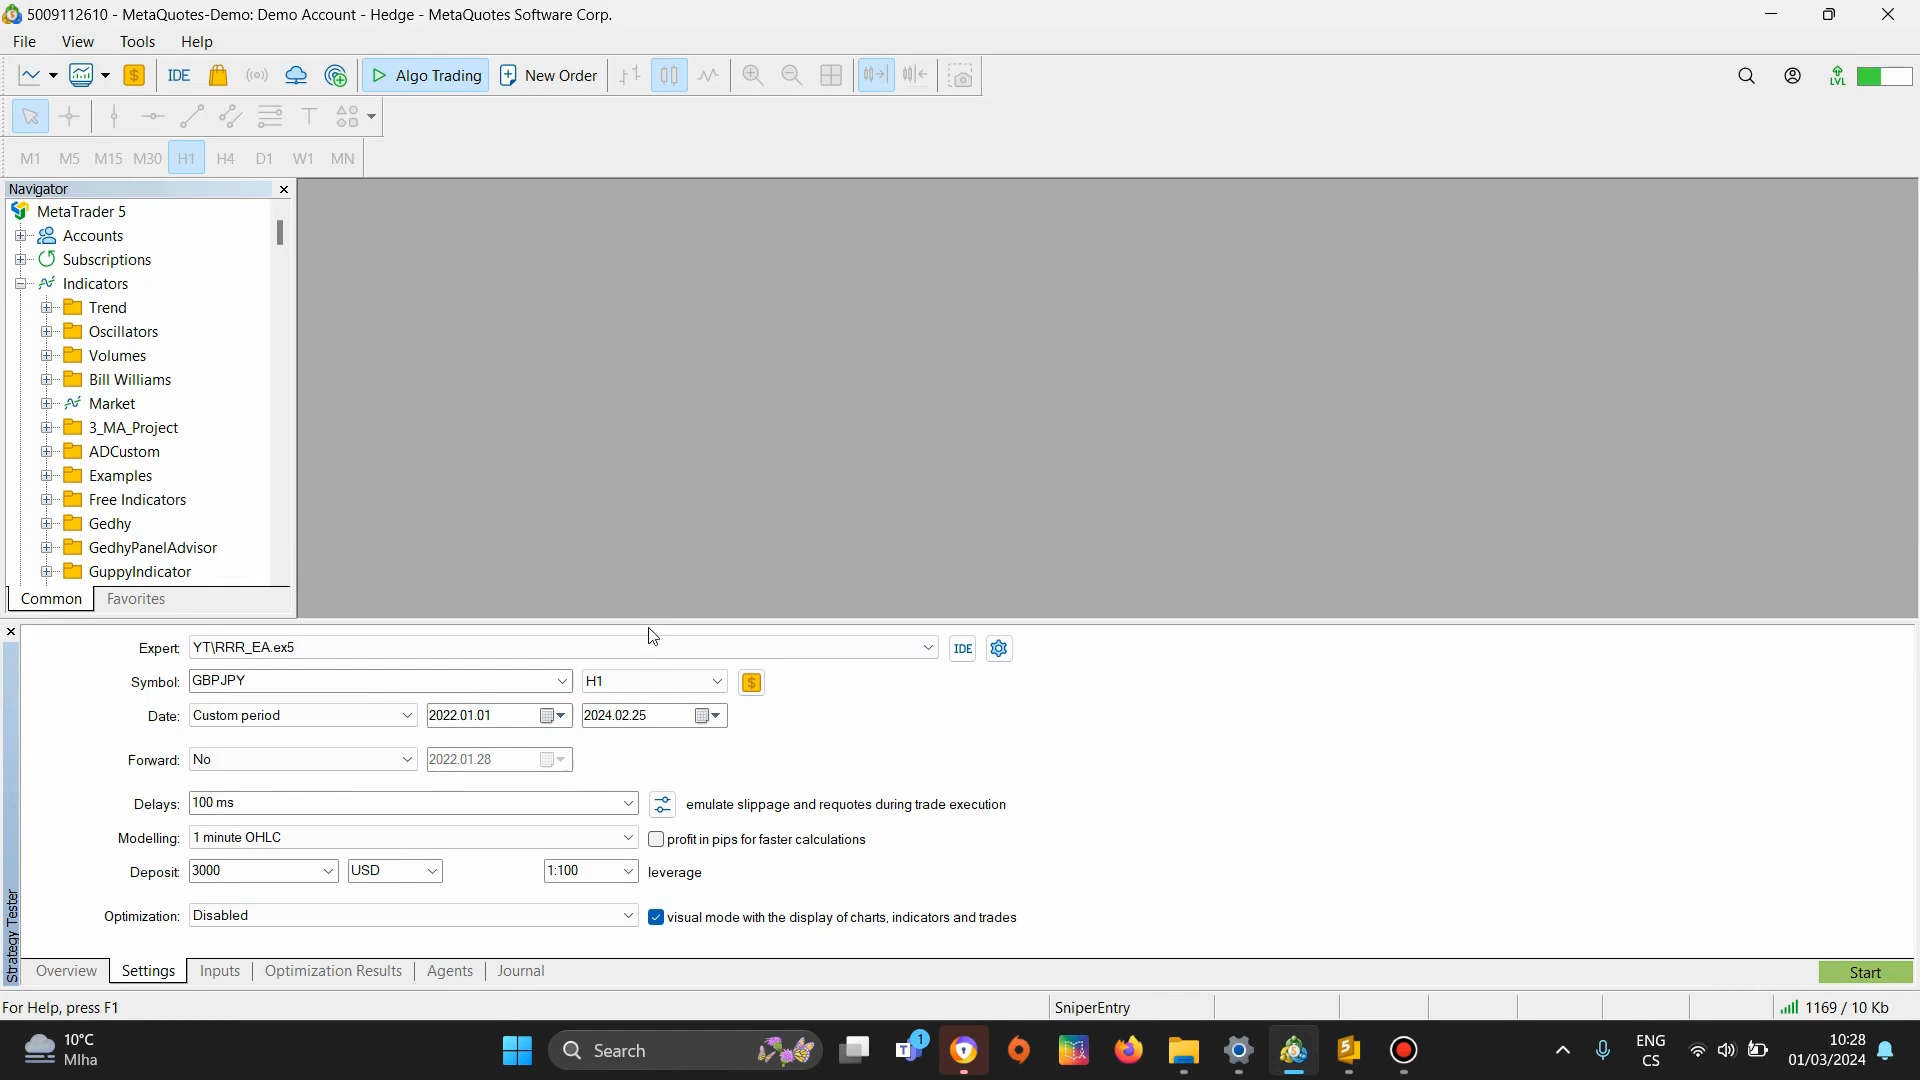 5009112610 - MetaQuotes-Demo: Demo Account - Hedge - MetaQuotes Software Corp.
File View Tools Help
IDE Algo Trading New Order LVL
M1 M5 M15 M30 H1 H4 D1 W1 MN
Navigator
MetaTrader 5
Accounts
Subscriptions
Indicators
Trend
Oscillators
Volumes
Bill Williams
Market
3_MA_Project
ADCustom
Examples
Free Indicators
Gedhy
GedhyPanelAdvisor
GuppyIndicator
Common Favorites
Expert: YT\RRR_EA.ex5 IDE
Symbol: GBPJPY H1
Date: Custom period 2022.01.01 2024.02.25
Forward: No 2022.01.28
Delays: 100 ms emulate slippage and requotes during trade execution
Modelling: 1 minute OHLC profit in pips for faster calculations
Deposit: 3000 USD 1:100 leverage
Optimization: Disabled visual mode with the display of charts, indicators and trades
Strategy Tester
Overview Settings Inputs Optimization Results Agents Journal Start
For Help, press F1 SniperEntry 1169 / 10 Kb
10°C
Mlha
Search
1
ENG
CS
10:28
01/03/2024